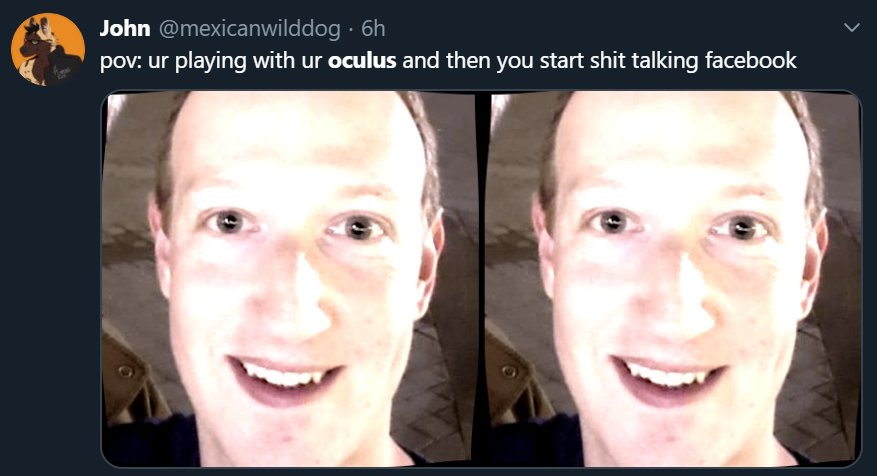 John @mexicanwilddog · 6h
pov: ur playing with ur oculus and then you start shit talking facebook